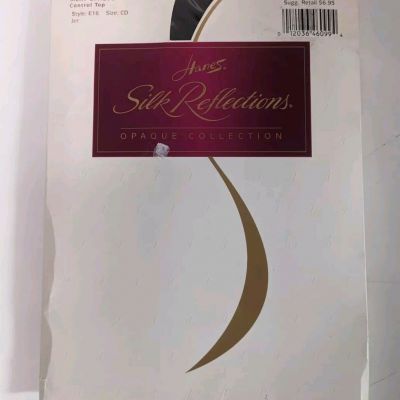 Control Top
Style: E16 Size: CD
Jet
Sugg. Retail $6.95
0 12036 46099 4
Hanes
Silk Reflections®
OPAQUE COLLECTION